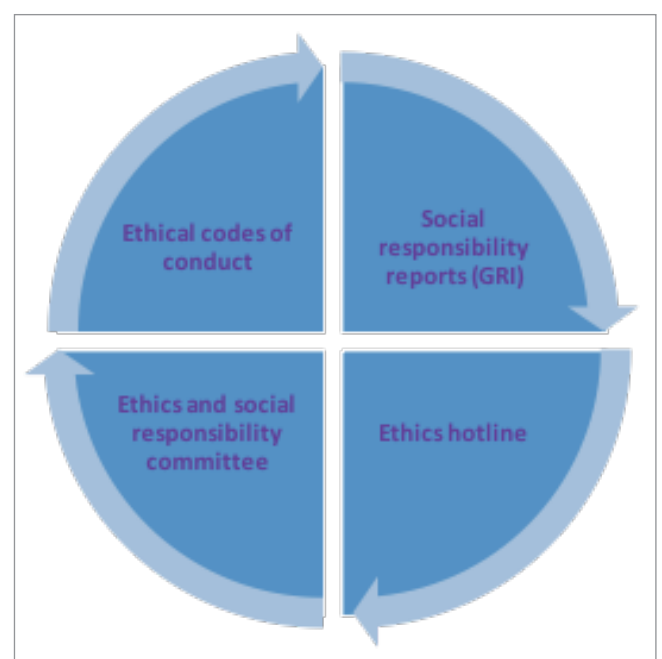 Ethical codes of
conduct
Social
responsibility
reports (GRI)
Ethics and social
responsibility
committee
Ethics hotline